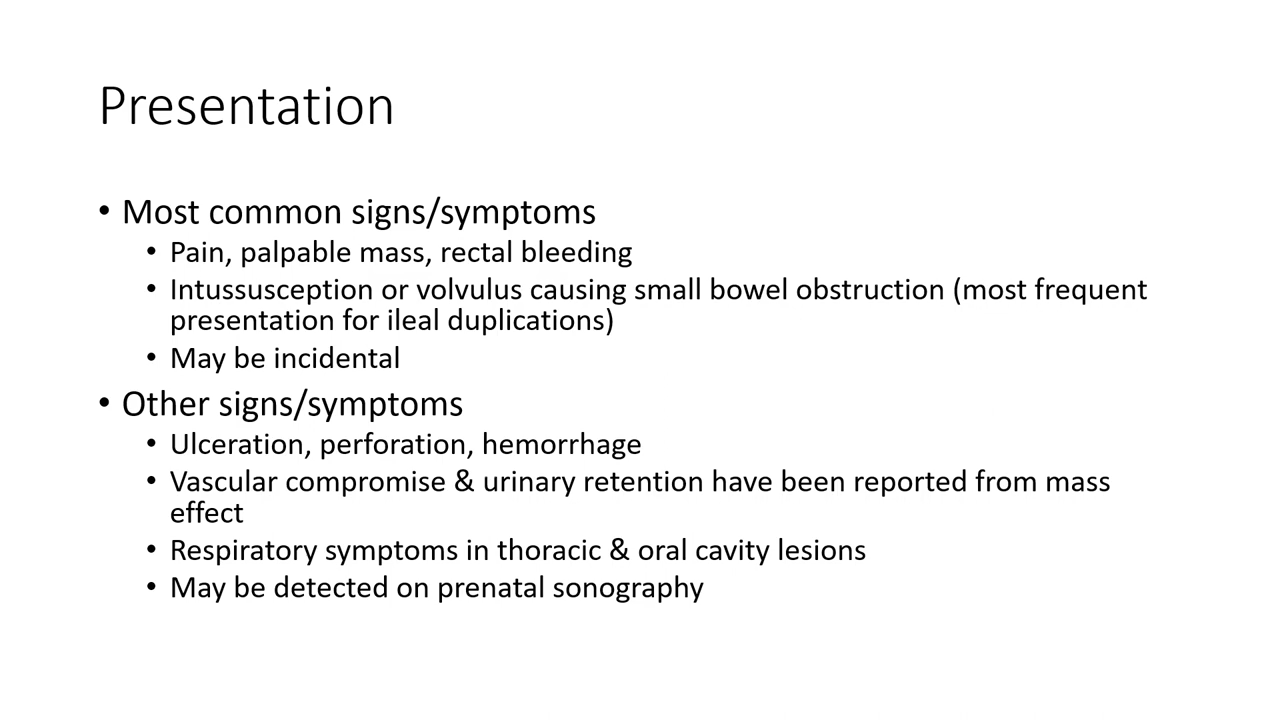 Presentation
• Most common signs/symptoms
• Pain, palpable mass, rectal bleeding
• Intussusception or volvulus causing small bowel obstruction (most frequent
presentation for ileal duplications)
• May be incidental
• Other signs/symptoms
• Ulceration, perforation, hemorrhage
• Vascular compromise & urinary retention have been reported from mass
effect
• Respiratory symptoms in thoracic & oral cavity lesions
• May be detected on prenatal sonography